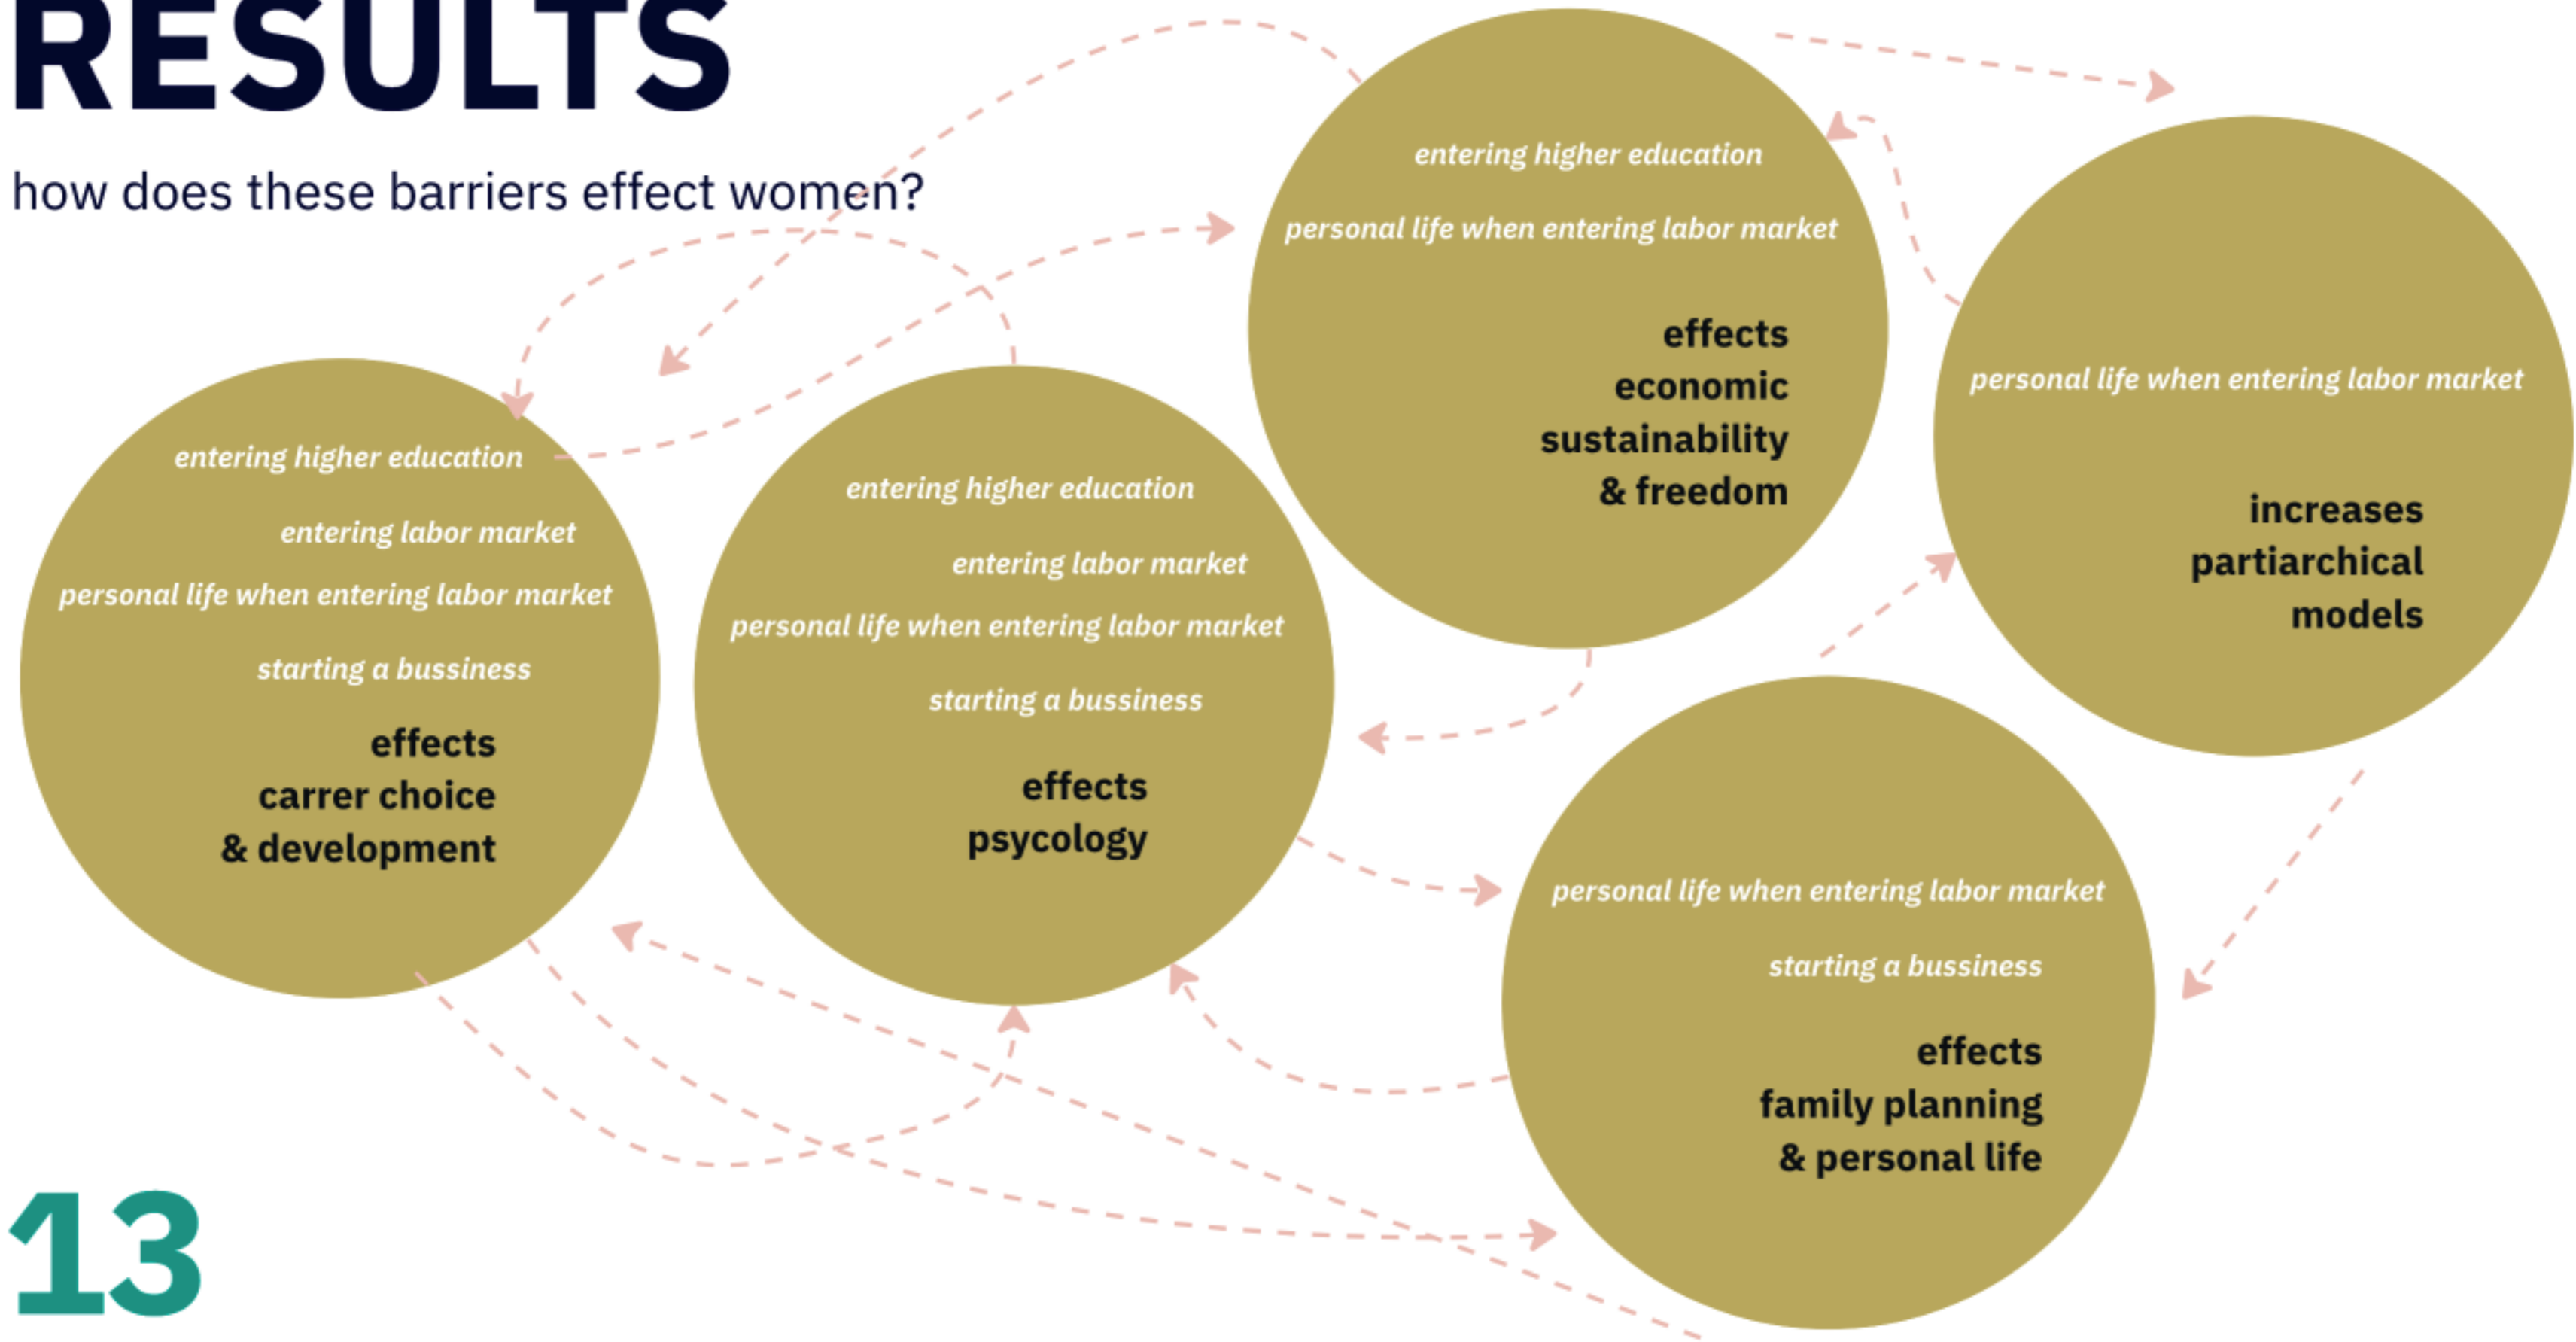 RESULTS
how does these barriers effect women?
entering higher education
entering labor market
personal life when entering labor market
starting a bussiness
effects
carrer choice
& development
entering higher education
entering labor market
personal life when entering labor market
starting a bussiness
effects
psycology
entering higher education
personal life when entering labor market
effects
economic
sustainability
& freedom
personal life when entering labor market
increases
partiarchical
models
personal life when entering labor market
starting a bussiness
effects
family planning
& personal life
13